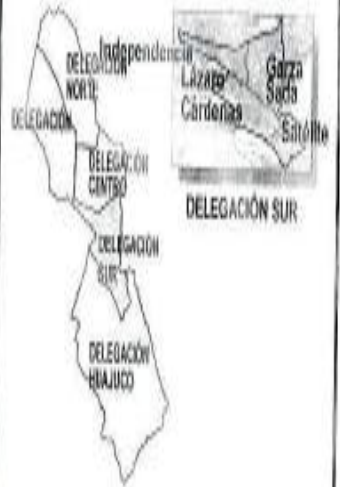 Independencia
DELEGACIÓN
NORTE
DELEGACIÓN
DELEGACIÓN
CENTRO
DELEGACIÓN
SUR
DELEGACIÓN
HUAJUCO
Lázaro
Cárdenas
Garza
Sada
Satélite
DELEGACIÓN SUR